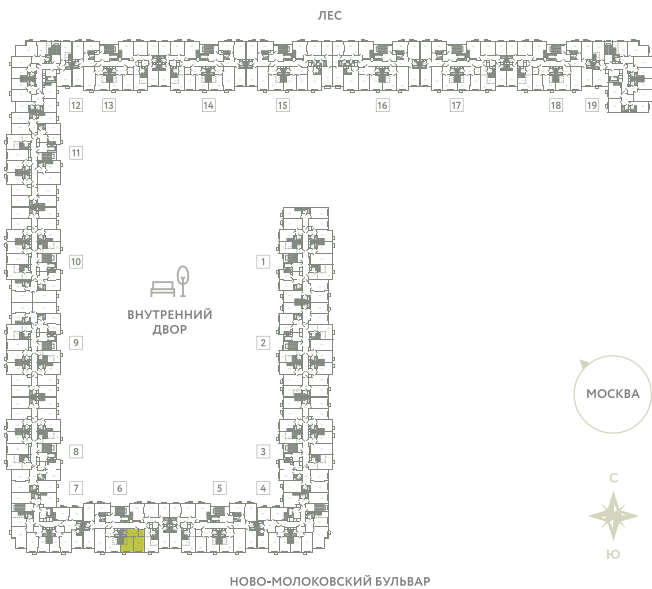 ЛЕС
12 13 14 15 16 17 18 19
11
10 1
ВНУТРЕННИЙ
ДВОР
9 2
МОСКВА
8 3
7 6 5 4
С
Ю
НОВО-МОЛОКОВСКИЙ БУЛЬВАР